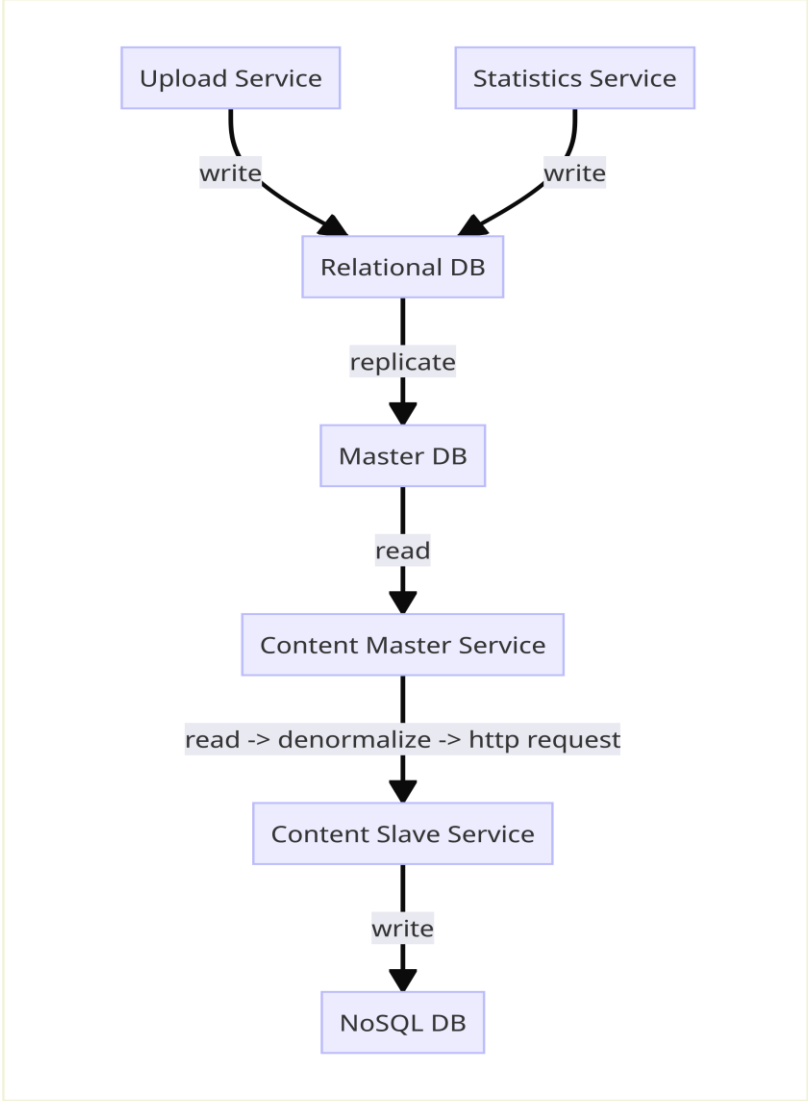 Upload Service
Statistics Service
write
write
Relational DB
replicate
Master DB
read
Content Master Service
read -> denormalize -> http request
Content Slave Service
write
NoSQL DB